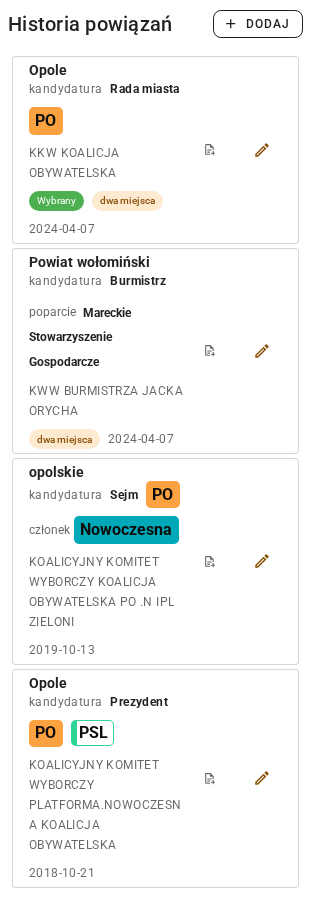 Historia powiązań
+ DODAJ
Opole
kandydatura Rada miasta
PO
KKW KOALICJA
OBYWATELSKA
Wybrany dwa miejsca
2024-04-07
Powiat wołomiński
kandydatura Burmistrz
poparcie Mareckie
Stowarzyszenie
Gospodarcze
KWW BURMISTRZA JACKA
ORYCHA
dwa miejsca 2024-04-07
opolskie
kandydatura Sejm PO
członek Nowoczesna
KOALICYJNY KOMITET
WYBORCZY KOALICJA
OBYWATELSKA PO .N IPL
ZIELONI
2019-10-13
Opole
kandydatura Prezydent
PO PSL
KOALICYJNY KOMITET
WYBORCZY
PLATFORMA.NOWOCZESN
A KOALICJA
OBYWATELSKA
2018-10-21